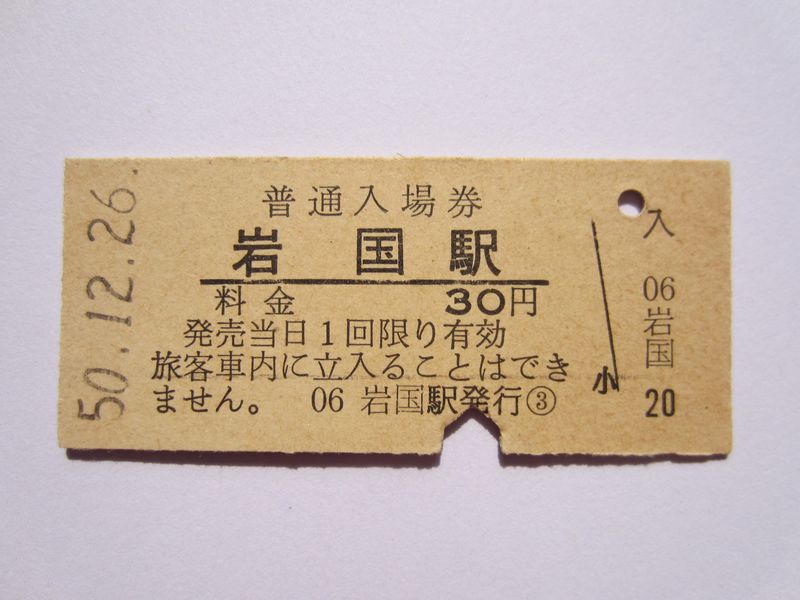 50.12.26.
普通入場券
岩国駅
料金 30円
発売当日1回限り有効
旅客車内に立入ることはでき
ません。 06 岩国駅発行③
小
入
06
岩国
20